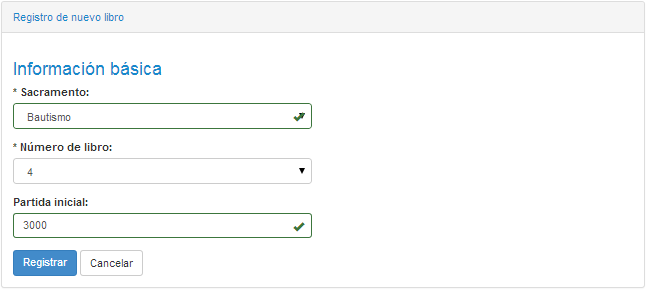 Registro de nuevo libro
Información básica
* Sacramento:
Bautismo
* Número de libro:
4
Partida inicial:
3000
Registrar Cancelar